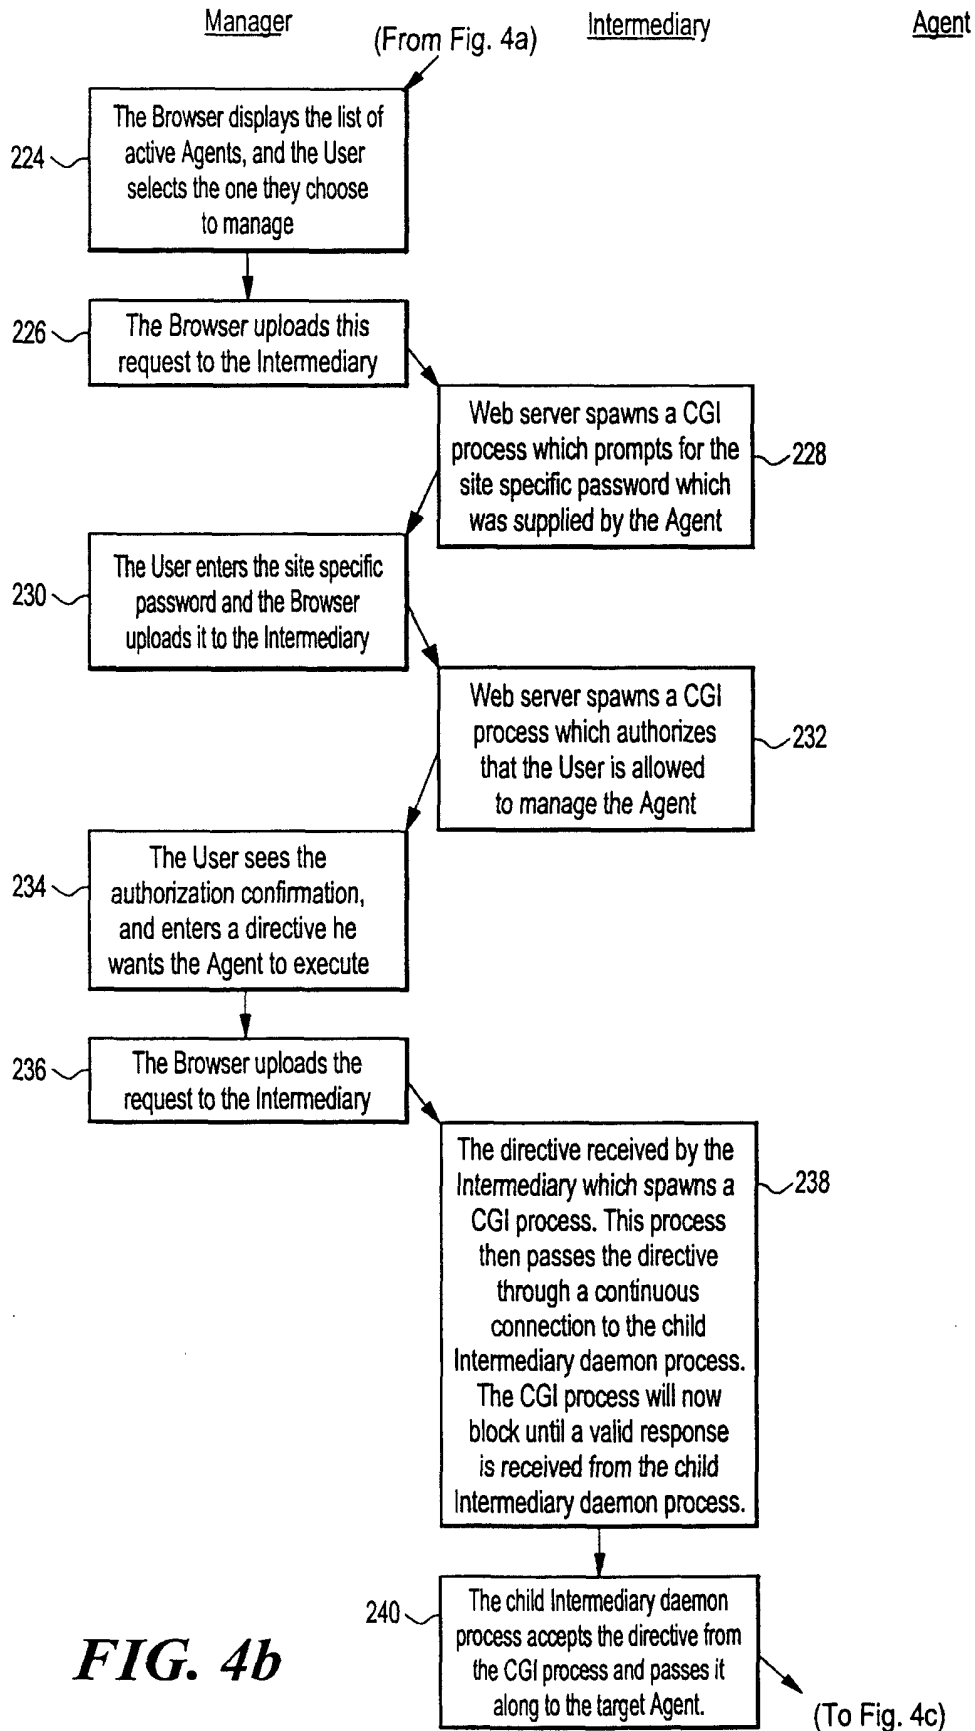 Manager
Intermediary
Agent
(From Fig. 4a)
224
The Browser displays the list of
active Agents, and the User
selects the one they choose
to manage
226
The Browser uploads this
request to the Intermediary
Web server spawns a CGI
process which prompts for the
site specific password which
was supplied by the Agent
228
230
The User enters the site specific
password and the Browser
uploads it to the Intermediary
Web server spawns a CGI
process which authorizes
that the User is allowed
to manage the Agent
232
234
The User sees the
authorization confirmation,
and enters a directive he
wants the Agent to execute
236
The Browser uploads the
request to the Intermediary
The directive received by the
Intermediary which spawns a
CGI process. This process
then passes the directive
through a continuous
connection to the child
Intermediary daemon process.
The CGI process will now
block until a valid response
is received from the child
Intermediary daemon process.
238
240
The child Intermediary daemon
process accepts the directive from
the CGI process and passes it
along to the target Agent.
FIG. 4b
(To Fig. 4c)